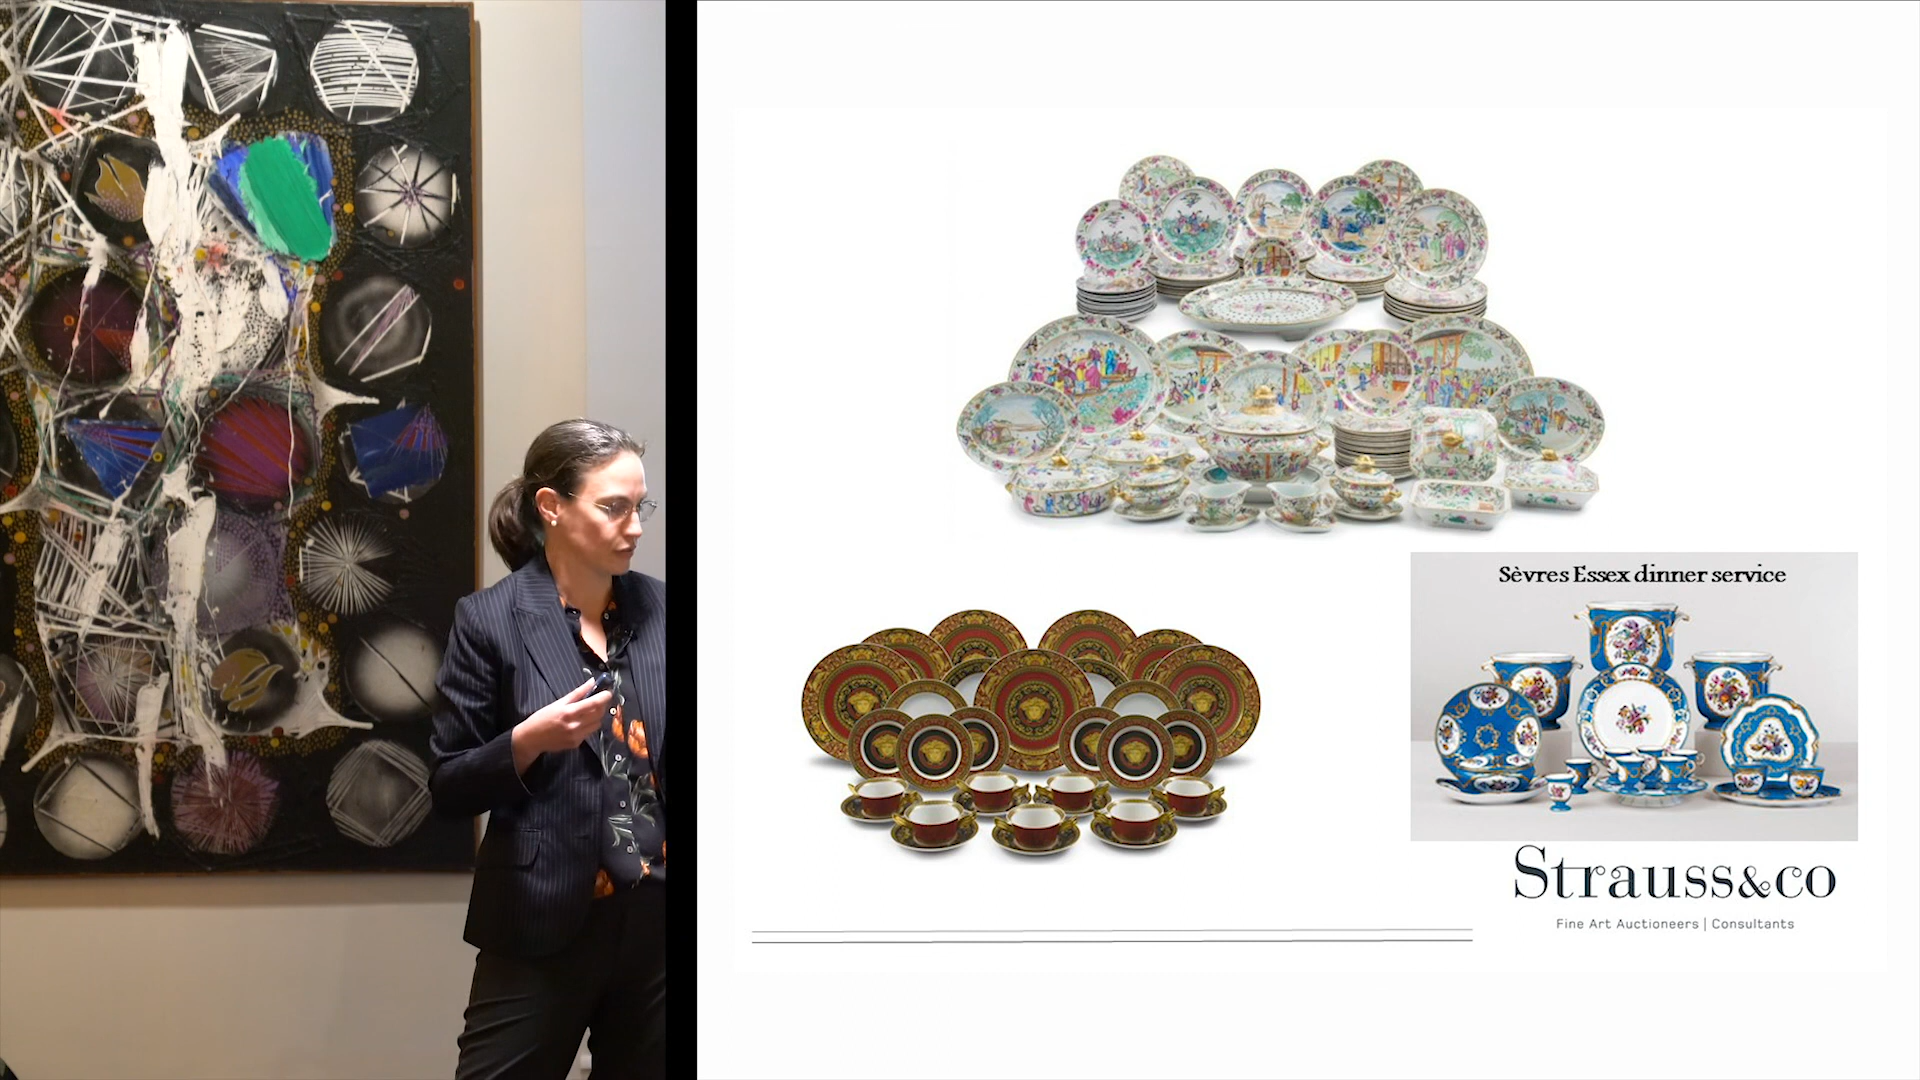 Sèvres Essex dinner service
Strauss&co
Fine Art Auctioneers | Consultants